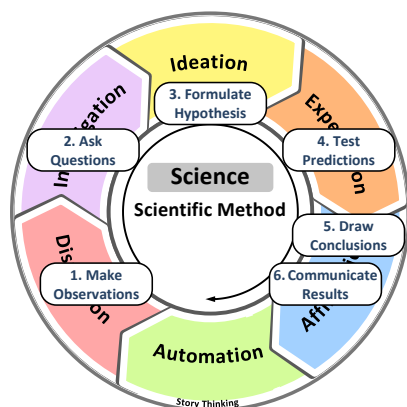 Ideation
3. Formulate
Hypothesis
2. Ask
Questions
4. Test
Predictions
Science
Scientific Method
5. Draw
Conclusions
1. Make
Observations
6. Communicate
Results
Automation
Story Thinking